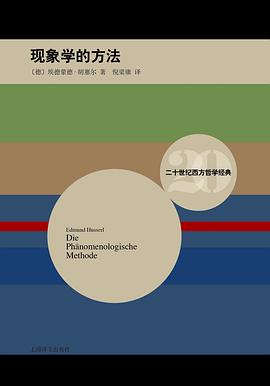 现象学的方法
〔德〕埃德蒙德·胡塞尔 著 倪梁康 译
20
二十世纪西方哲学经典
Edmund Husserl
Die
Phänomenologische
Methode
上海译文出版社